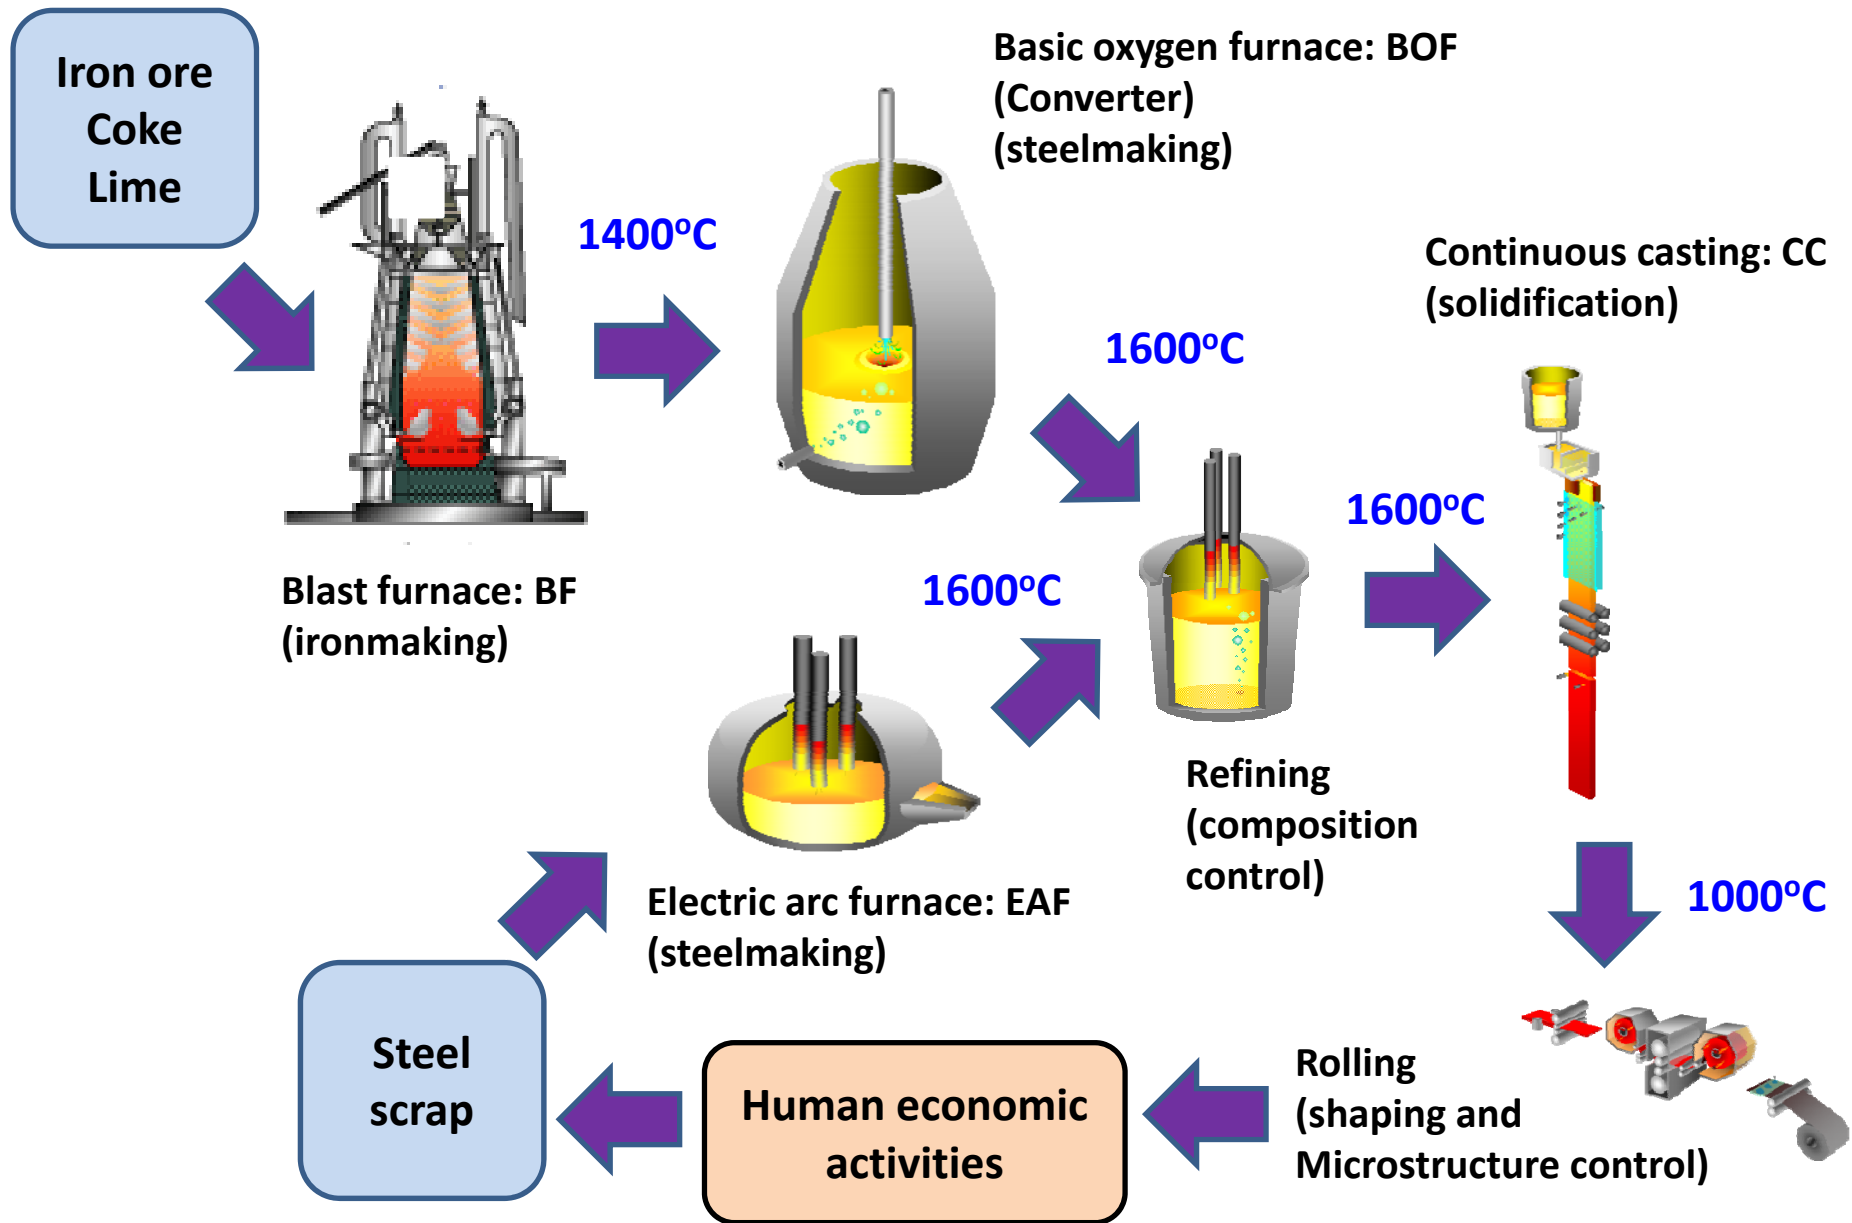 Iron ore
Coke
Lime
1400°C
Basic oxygen furnace: BOF
(Converter)
(steelmaking)
Blast furnace: BF
(ironmaking)
1600°C
Continuous casting: CC
(solidification)
1600°C
1600°C
Electric arc furnace: EAF
(steelmaking)
Refining
(composition
control)
1000°C
Steel
scrap
Human economic
activities
Rolling
(shaping and
Microstructure control)